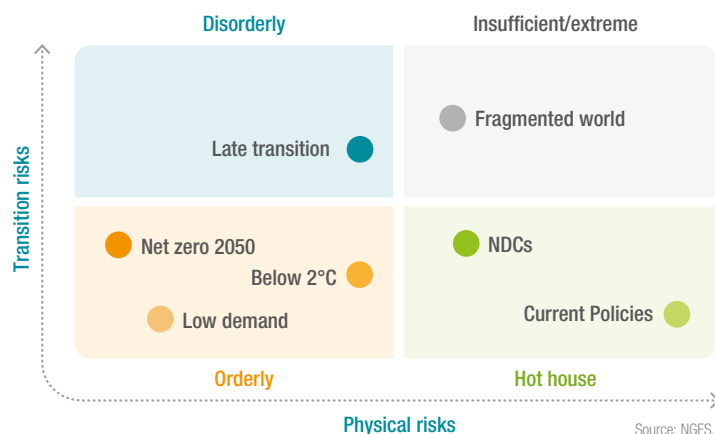 Disorderly
Insufficient/extreme
Transition risks
Fragmented world
Late transition
Net zero 2050
NDCs
Below 2°C
Low demand
Current Policies
Orderly
Hot house
Physical risks
Source: NGFS.